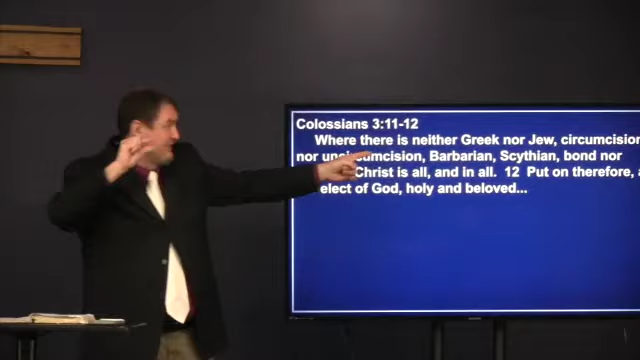 Colossians 3:11-12
Where there is neither Greek nor Jew, circumcision
nor uncircumcision, Barbarian, Scythian, bond nor
Christ is all, and in all. 12 Put on therefore,
elect of God, holy and beloved...